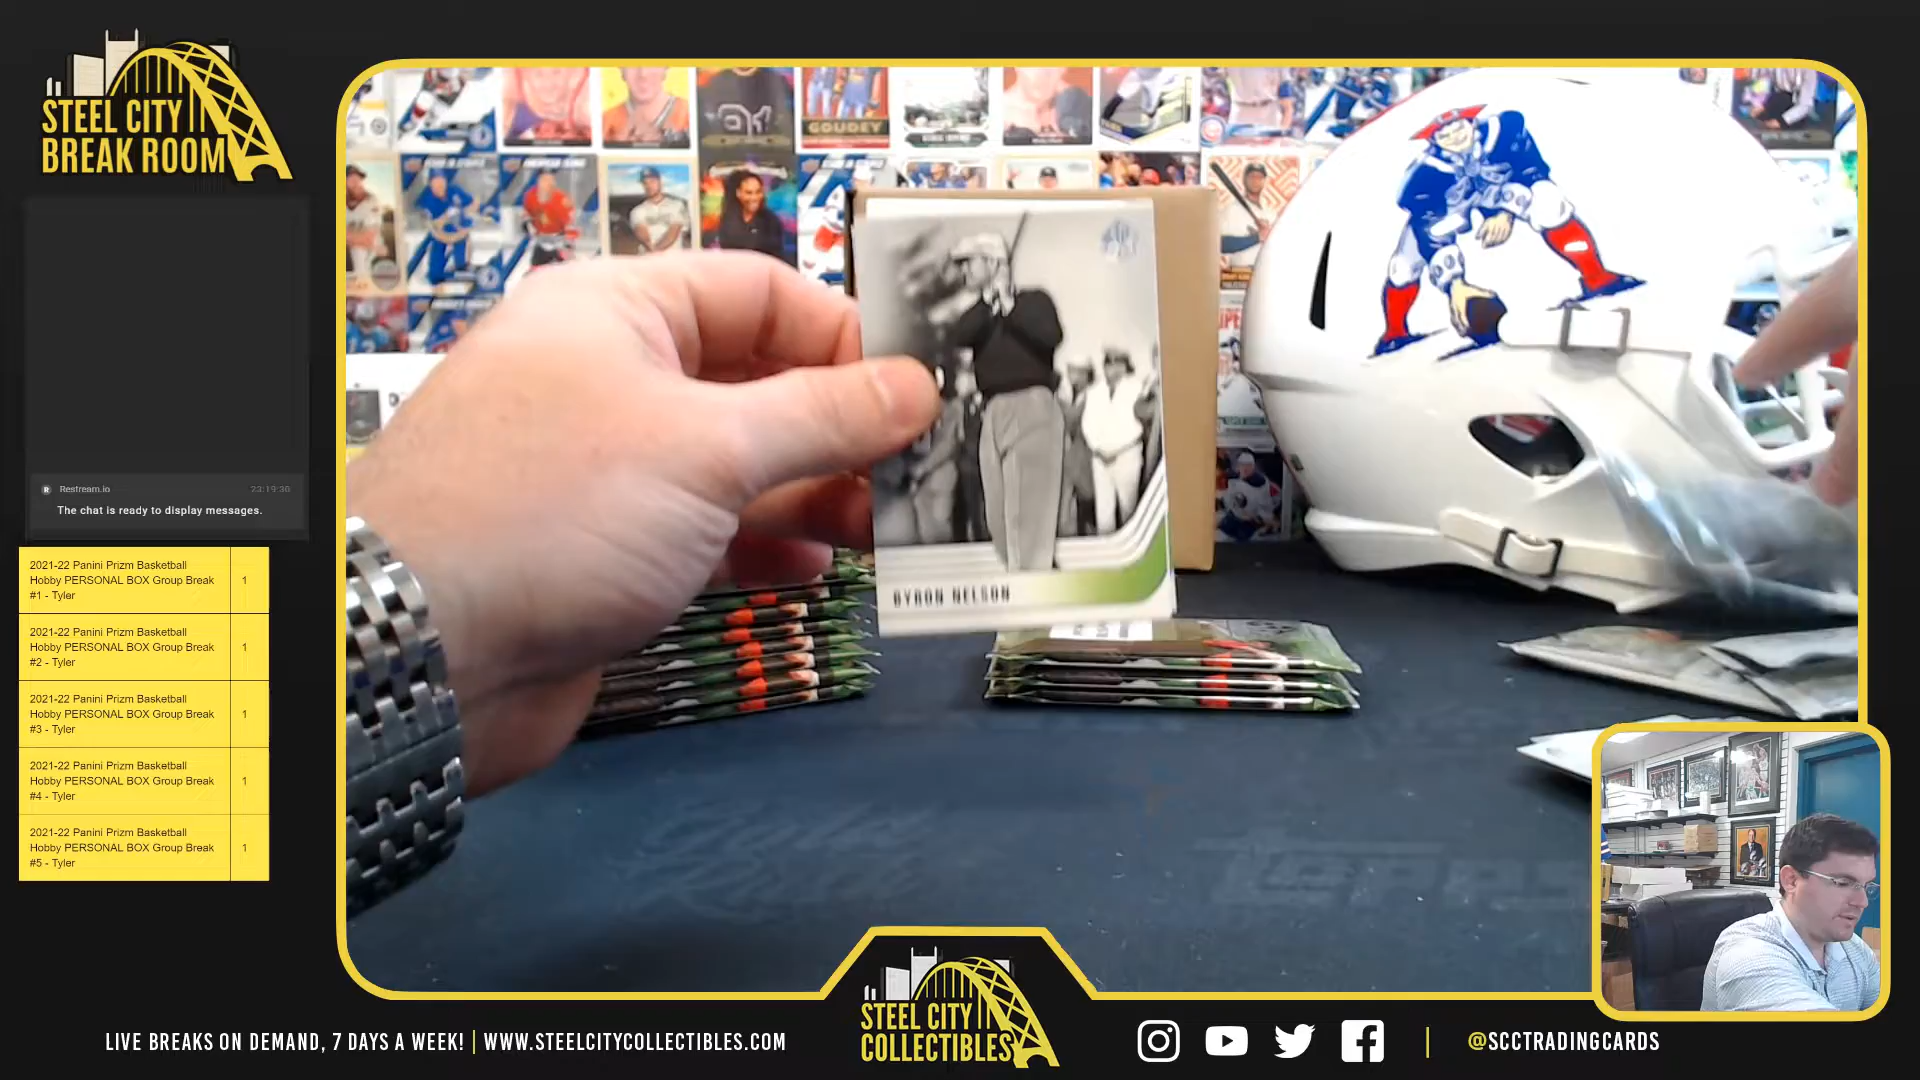 STEEL CITY
BREAK ROOM
GOUDEY
Restream.io
23:19:36
The chat is ready to display messages.
2021-22 Panini Prizm Basketball
Hobby PERSONAL BOX Group Break
#1 - Tyler
1
2021-22 Panini Prizm Basketball
Hobby PERSONAL BOX Group Break
#2 - Tyler
1
2021-22 Panini Prizm Basketball
Hobby PERSONAL BOX Group Break
#3 - Tyler
1
2021-22 Panini Prizm Basketball
Hobby PERSONAL BOX Group Break
#4 - Tyler
1
2021-22 Panini Prizm Basketball
Hobby PERSONAL BOX Group Break
#5 - Tyler
1
BYRON NELSON
topps
STEEL CITY
COLLECTIBLES
LIVE BREAKS ON DEMAND, 7 DAYS A WEEK! | WWW.STEELCITYCOLLECTIBLES.COM
| @SCCTRADINGCARDS